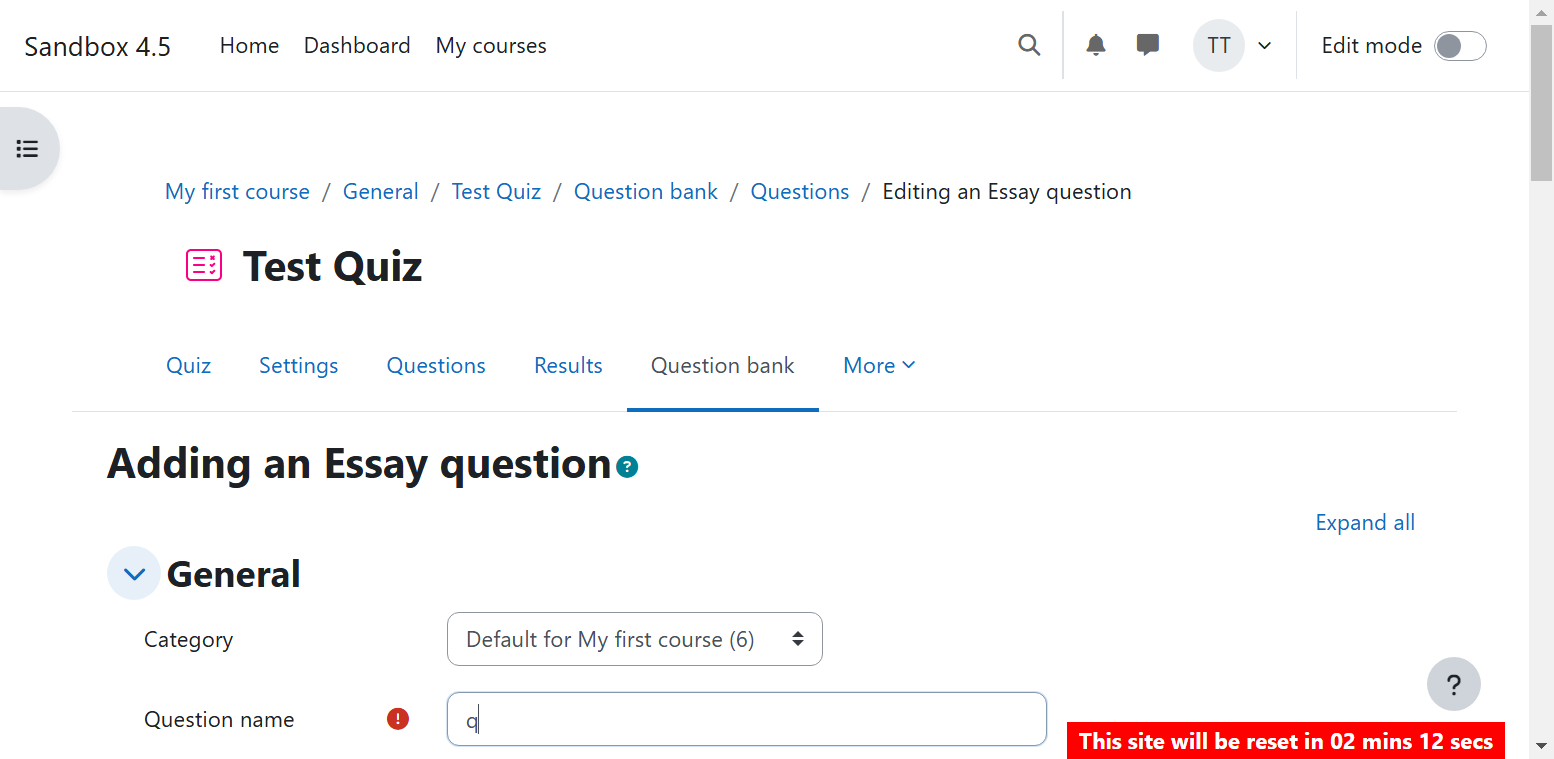 Sandbox 4.5 Home Dashboard My courses TT Edit mode
My first course / General / Test Quiz / Question bank / Questions / Editing an Essay question
Test Quiz
Quiz Settings Questions Results Question bank More
Adding an Essay question ?
Expand all
General
Category Default for My first course (6)
?
Question name ! q
This site will be reset in 02 mins 12 secs